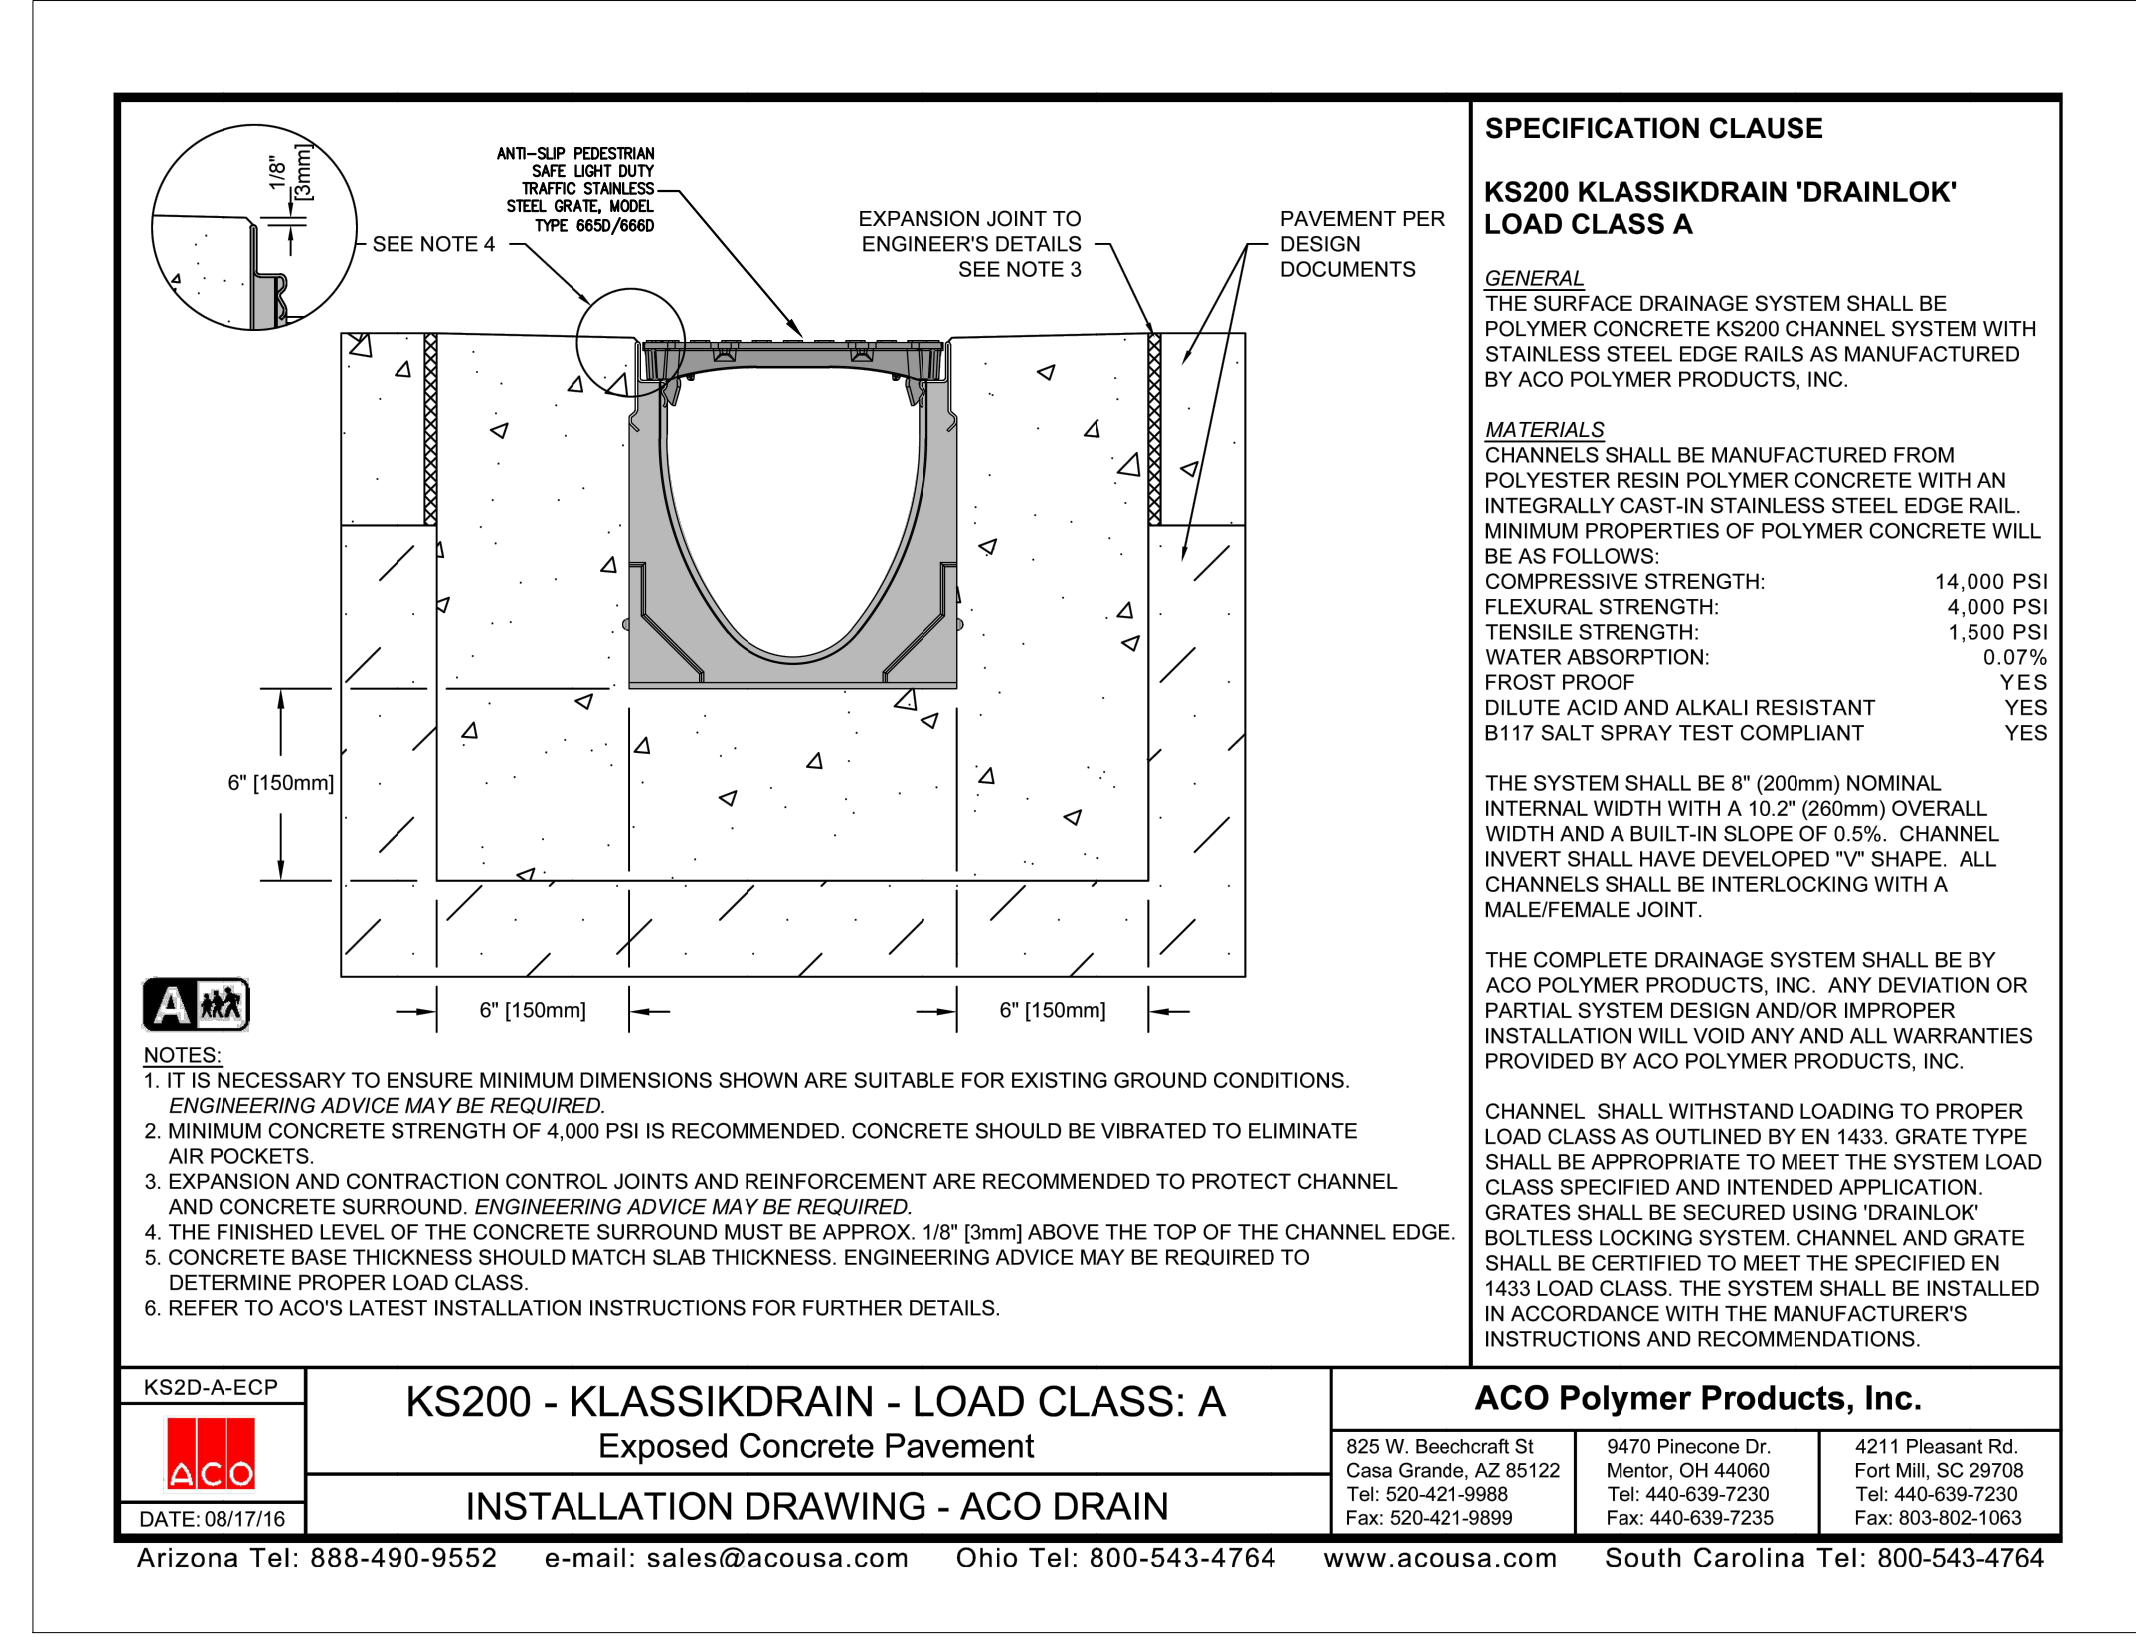 1/8"
[3mm]
ANTI-SLIP PEDESTRIAN
SAFE LIGHT DUTY
TRAFFIC STAINLESS
STEEL GRATE, MODEL
TYPE 665D/666D
SEE NOTE 4
EXPANSION JOINT TO
ENGINEER'S DETAILS
SEE NOTE 3
PAVEMENT PER
DESIGN
DOCUMENTS
6" [150mm]
6" [150mm]
6" [150mm]
A
NOTES:
1. IT IS NECESSARY TO ENSURE MINIMUM DIMENSIONS SHOWN ARE SUITABLE FOR EXISTING GROUND CONDITIONS.
ENGINEERING ADVICE MAY BE REQUIRED.
2. MINIMUM CONCRETE STRENGTH OF 4,000 PSI IS RECOMMENDED. CONCRETE SHOULD BE VIBRATED TO ELIMINATE
AIR POCKETS.
3. EXPANSION AND CONTRACTION CONTROL JOINTS AND REINFORCEMENT ARE RECOMMENDED TO PROTECT CHANNEL
AND CONCRETE SURROUND. ENGINEERING ADVICE MAY BE REQUIRED.
4. THE FINISHED LEVEL OF THE CONCRETE SURROUND MUST BE APPROX. 1/8" [3mm] ABOVE THE TOP OF THE CHANNEL EDGE.
5. CONCRETE BASE THICKNESS SHOULD MATCH SLAB THICKNESS. ENGINEERING ADVICE MAY BE REQUIRED TO
DETERMINE PROPER LOAD CLASS.
6. REFER TO ACO'S LATEST INSTALLATION INSTRUCTIONS FOR FURTHER DETAILS.
SPECIFICATION CLAUSE
KS200 KLASSIKDRAIN 'DRAINLOK'
LOAD CLASS A
GENERAL
THE SURFACE DRAINAGE SYSTEM SHALL BE
POLYMER CONCRETE KS200 CHANNEL SYSTEM WITH
STAINLESS STEEL EDGE RAILS AS MANUFACTURED
BY ACO POLYMER PRODUCTS, INC.
MATERIALS
CHANNELS SHALL BE MANUFACTURED FROM
POLYESTER RESIN POLYMER CONCRETE WITH AN
INTEGRALLY CAST-IN STAINLESS STEEL EDGE RAIL.
MINIMUM PROPERTIES OF POLYMER CONCRETE WILL
BE AS FOLLOWS:
COMPRESSIVE STRENGTH: 14,000 PSI
FLEXURAL STRENGTH: 4,000 PSI
TENSILE STRENGTH: 1,500 PSI
WATER ABSORPTION: 0.07%
FROST PROOF YES
DILUTE ACID AND ALKALI RESISTANT YES
B117 SALT SPRAY TEST COMPLIANT YES
THE SYSTEM SHALL BE 8" (200mm) NOMINAL
INTERNAL WIDTH WITH A 10.2" (260mm) OVERALL
WIDTH AND A BUILT-IN SLOPE OF 0.5%. CHANNEL
INVERT SHALL HAVE DEVELOPED "V" SHAPE. ALL
CHANNELS SHALL BE INTERLOCKING WITH A
MALE/FEMALE JOINT.
THE COMPLETE DRAINAGE SYSTEM SHALL BE BY
ACO POLYMER PRODUCTS, INC. ANY DEVIATION OR
PARTIAL SYSTEM DESIGN AND/OR IMPROPER
INSTALLATION WILL VOID ANY AND ALL WARRANTIES
PROVIDED BY ACO POLYMER PRODUCTS, INC.
CHANNEL SHALL WITHSTAND LOADING TO PROPER
LOAD CLASS AS OUTLINED BY EN 1433. GRATE TYPE
SHALL BE APPROPRIATE TO MEET THE SYSTEM LOAD
CLASS SPECIFIED AND INTENDED APPLICATION.
GRATES SHALL BE SECURED USING 'DRAINLOK'
BOLTLESS LOCKING SYSTEM. CHANNEL AND GRATE
SHALL BE CERTIFIED TO MEET THE SPECIFIED EN
1433 LOAD CLASS. THE SYSTEM SHALL BE INSTALLED
IN ACCORDANCE WITH THE MANUFACTURER'S
INSTRUCTIONS AND RECOMMENDATIONS.
KS2D-A-ECP
ACO
DATE: 08/17/16
KS200 - KLASSIKDRAIN - LOAD CLASS: A
Exposed Concrete Pavement
INSTALLATION DRAWING - ACO DRAIN
ACO Polymer Products, Inc.
825 W. Beechcraft St
Casa Grande, AZ 85122
Tel: 520-421-9988
Fax: 520-421-9899
9470 Pinecone Dr.
Mentor, OH 44060
Tel: 440-639-7230
Fax: 440-639-7235
4211 Pleasant Rd.
Fort Mill, SC 29708
Tel: 440-639-7230
Fax: 803-802-1063
Arizona Tel: 888-490-9552 e-mail: sales@acousa.com Ohio Tel: 800-543-4764 www.acousa.com South Carolina Tel: 800-543-4764